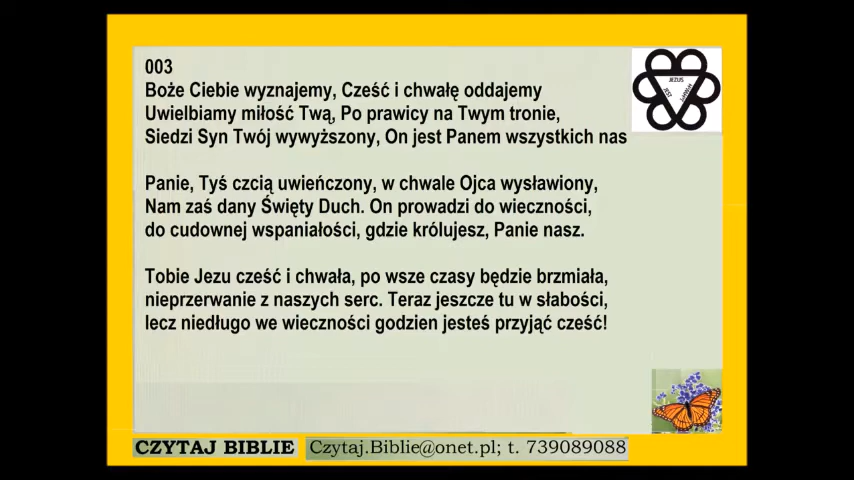 003
Boże Ciebie wyznajemy, Cześć i chwałę oddajemy
Uwielbiamy miłość Twą, Po prawicy na Twym tronie,
Siedzi Syn Twój wywyższony, On jest Panem wszystkich nas
Panie, Tyś czcią uwieńczony, w chwale Ojca wysławiony,
Nam zaś dany Święty Duch. On prowadzi do wieczności,
do cudownej wspaniałości, gdzie królujesz, Panie nasz.
Tobie Jezu cześć i chwała, po wsze czasy będzie brzmiała,
nieprzerwanie z naszych serc. Teraz jeszcze tu w słabości,
lecz niedługo we wieczności godzien jesteś przyjąć cześć!
JEZUS
JEST
CZYTAJ BIBLIE
Czytaj.Biblie@onet.pl; t. 739089088